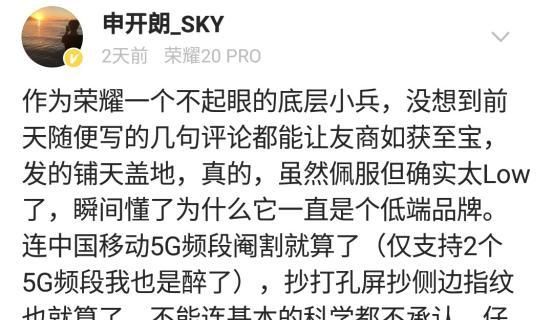 申开朗_SKY
2天前 荣耀20 PRO
作为荣耀一个不起眼的底层小兵，没想到前
天随便写的几句评论都能让友商如获至宝，
发的铺天盖地，真的，虽然佩服但确实太Low
了，瞬间懂了为什么它一直是个低端品牌。
连中国移动5G频段阉割就算了（仅支持2个
5G频段我也是醉了），抄打孔屏抄侧边指纹
也就算了，不能连基本的科学都不承认，仔